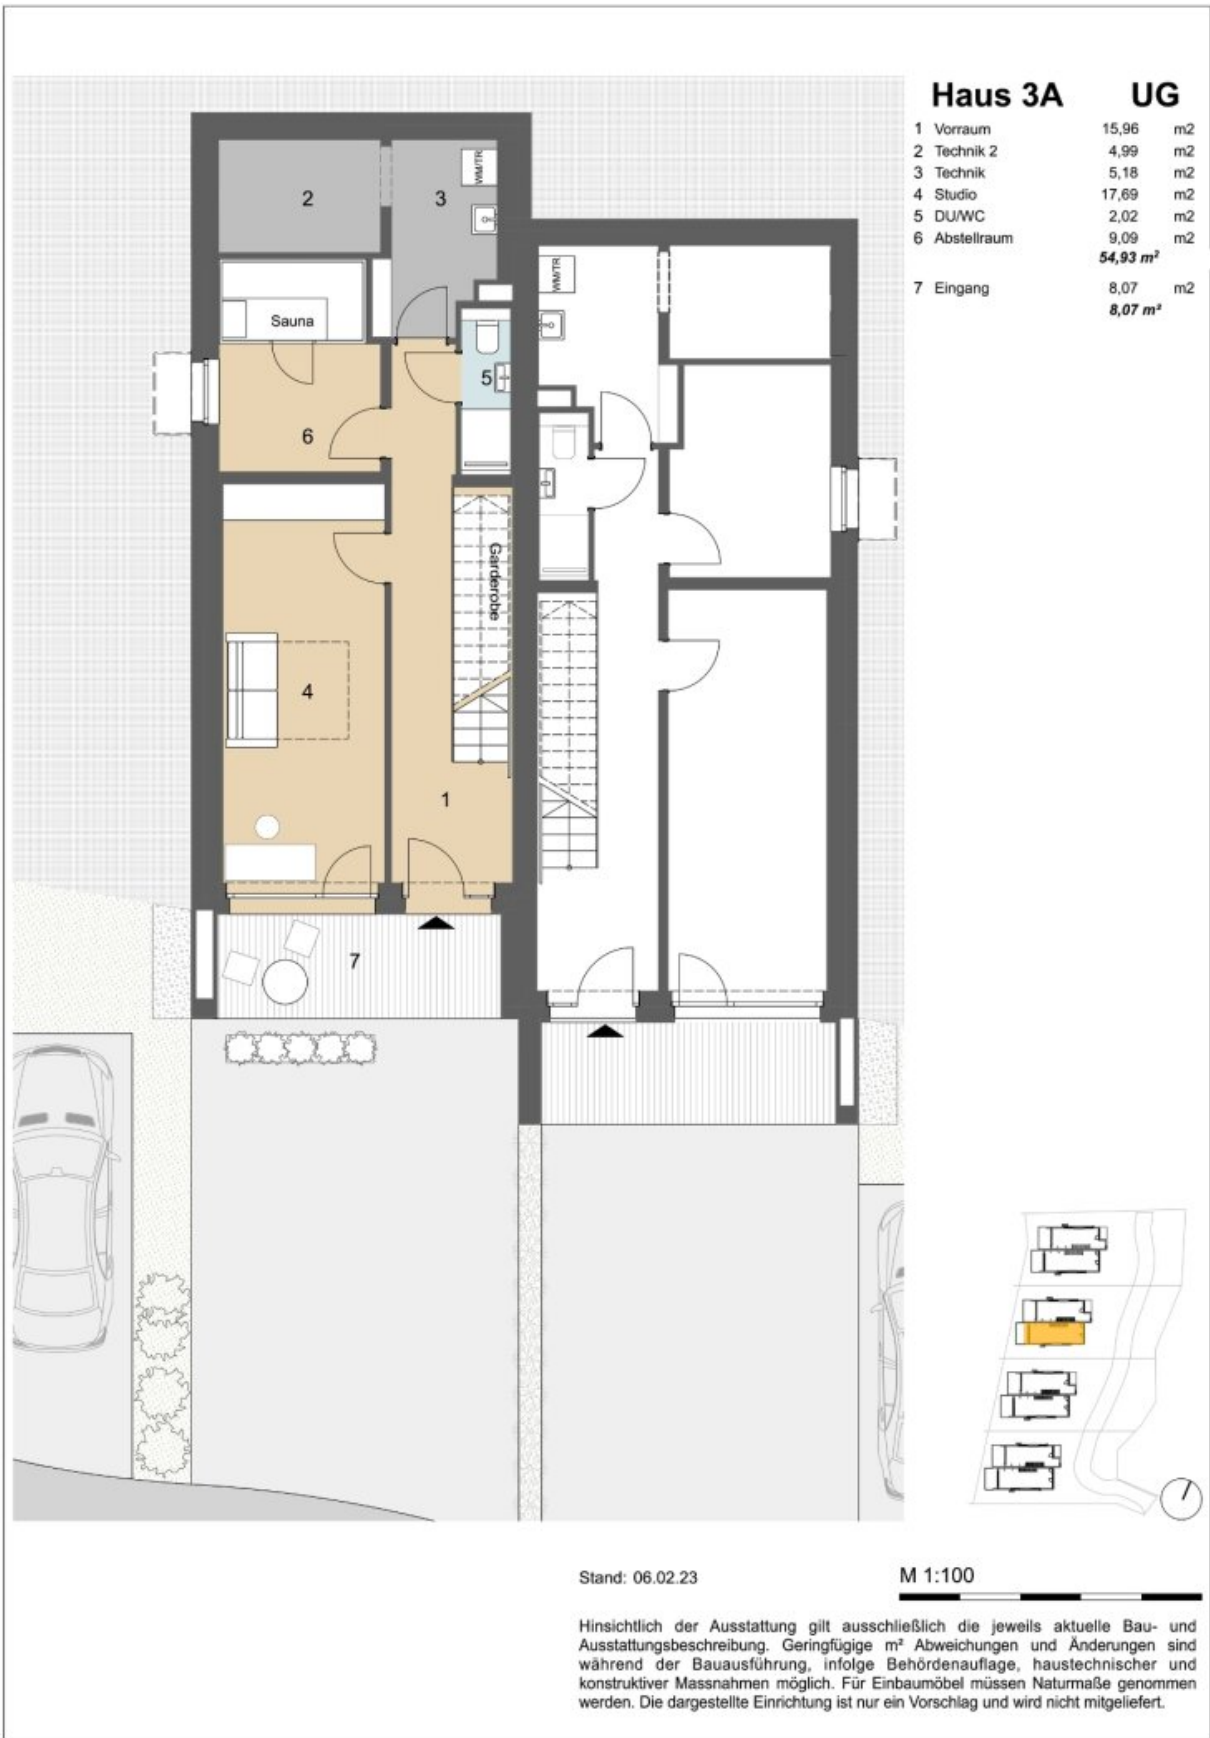 Haus 3A UG
1 Vorraum 15,96 m2
2 Technik 2 4,99 m2
3 Technik 5,18 m2
4 Studio 17,69 m2
5 DU/WC 2,02 m2
6 Abstellraum 9,09 m2
54,93 m²
7 Eingang 8,07 m2
8,07 m²
2
3
WM/TR
Sauna
5
6
WM/TR
Garderobe
4
1
7
Stand: 06.02.23
M 1:100
Hinsichtlich der Ausstattung gilt ausschließlich die jeweils aktuelle Bau- und
Ausstattungsbeschreibung. Geringfügige m² Abweichungen und Änderungen sind
während der Bauausführung, infolge Behördenauflage, haustechnischer und
konstruktiver Massnahmen möglich. Für Einbaumöbel müssen Naturmaße genommen
werden. Die dargestellte Einrichtung ist nur ein Vorschlag und wird nicht mitgeliefert.